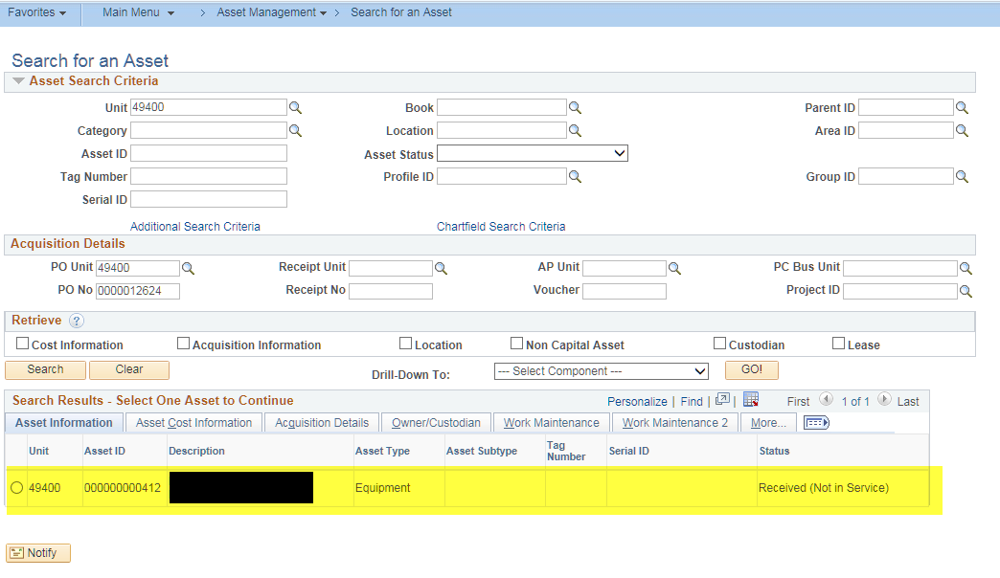 Favorites Main Menu > Asset Management > Search for an Asset
Search for an Asset
Asset Search Criteria
Unit 49400 Book Parent ID
Category Location Area ID
Asset ID Asset Status
Tag Number Profile ID Group ID
Serial ID
Additional Search Criteria Chartfield Search Criteria
Acquisition Details
PO Unit 49400 Receipt Unit AP Unit PC Bus Unit
PO No 0000012624 Receipt No Voucher Project ID
Retrieve ?
Cost Information Acquisition Information Location Non Capital Asset Custodian Lease
Search Clear Drill-Down To: --- Select Component --- GO!
Search Results - Select One Asset to Continue Personalize | Find | | First 1 of 1 Last
Asset Information Asset Cost Information Acquisition Details Owner/Custodian Work Maintenance Work Maintenance 2 More...
Unit Asset ID Description Asset Type Asset Subtype Tag Number Serial ID Status
49400 000000000412 Equipment Received (Not in Service)
Notify